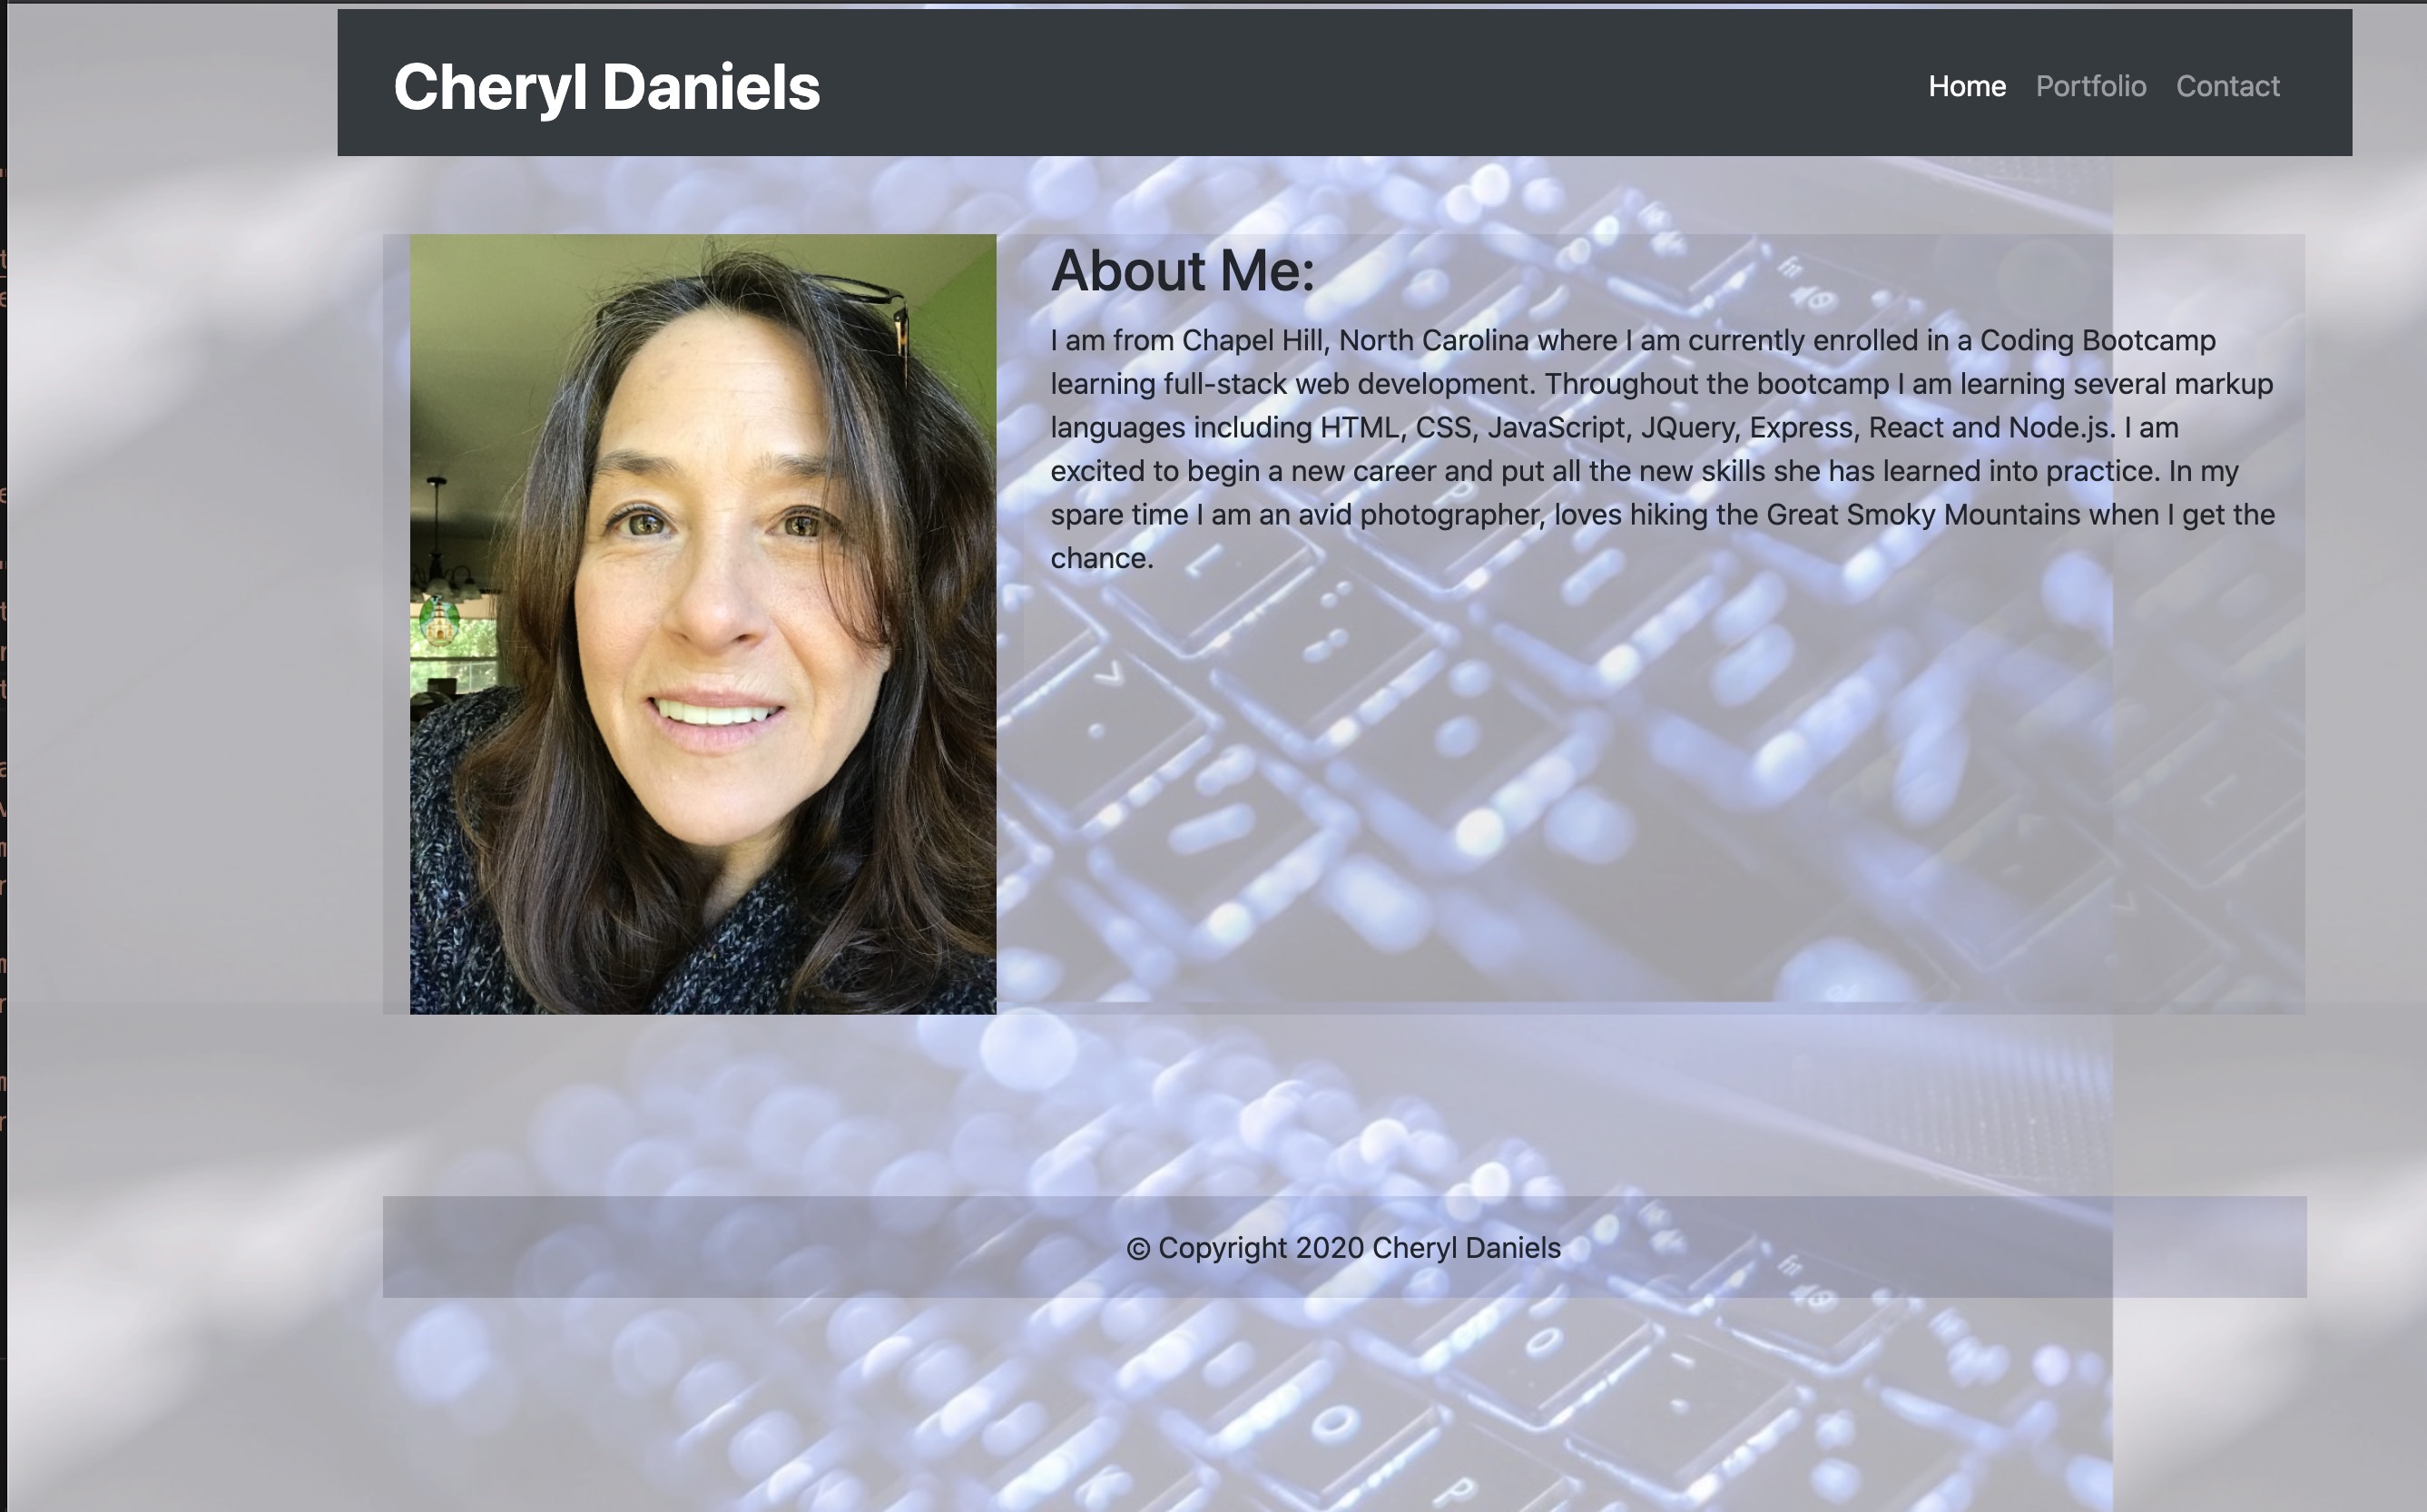 Cheryl Daniels
Home Portfolio Contact
About Me:
I am from Chapel Hill, North Carolina where I am currently enrolled in a Coding Bootcamp
learning full-stack web development. Throughout the bootcamp I am learning several markup
languages including HTML, CSS, JavaScript, JQuery, Express, React and Node.js. I am
excited to begin a new career and put all the new skills she has learned into practice. In my
spare time I am an avid photographer, loves hiking the Great Smoky Mountains when I get the
chance.
© Copyright 2020 Cheryl Daniels